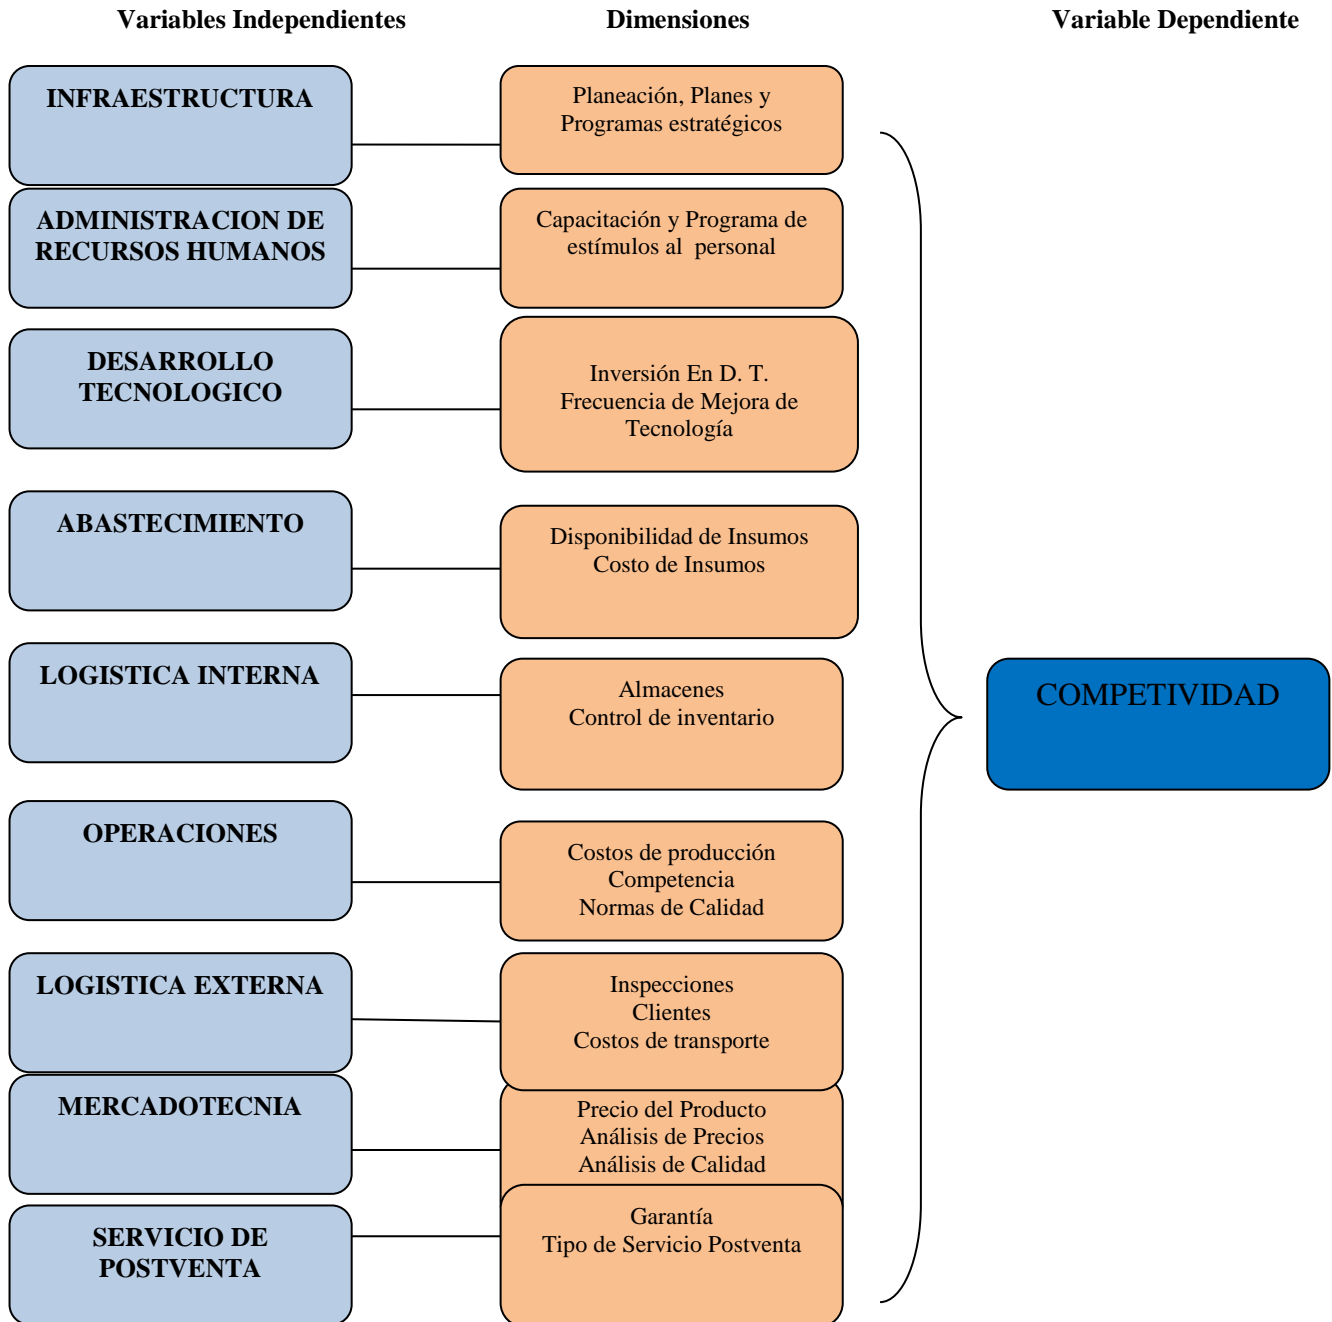 Variables Independientes
Dimensiones
Variable Dependiente
INFRAESTRUCTURA
Planeación, Planes y
Programas estratégicos
ADMINISTRACION DE
RECURSOS HUMANOS
Capacitación y Programa de
estímulos al personal
DESARROLLO
TECNOLOGICO
Inversión En D. T.
Frecuencia de Mejora de
Tecnología
ABASTECIMIENTO
Disponibilidad de Insumos
Costo de Insumos
LOGISTICA INTERNA
Almacenes
Control de inventario
COMPETIVIDAD
OPERACIONES
Costos de producción
Competencia
Normas de Calidad
LOGISTICA EXTERNA
Inspecciones
Clientes
Costos de transporte
MERCADOTECNIA
Precio del Producto
Análisis de Precios
Análisis de Calidad
SERVICIO DE
POSTVENTA
Garantía
Tipo de Servicio Postventa